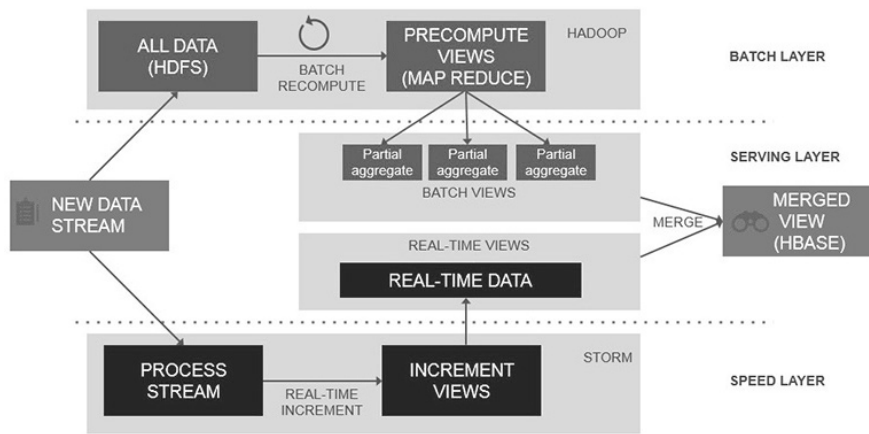 ALL DATA
(HDFS)
BATCH
RECOMPUTE
PRECOMPUTE
VIEWS
(MAP REDUCE)
HADOOP
BATCH LAYER
Partial
aggregate
Partial
aggregate
Partial
aggregate
BATCH VIEWS
SERVING LAYER
NEW DATA
STREAM
MERGE
MERGED
VIEW
(HBASE)
REAL-TIME VIEWS
REAL-TIME DATA
STORM
PROCESS
STREAM
REAL-TIME
INCREMENT
INCREMENT
VIEWS
SPEED LAYER